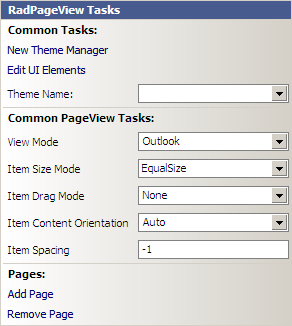 RadPageView Tasks
Common Tasks:
New Theme Manager
Edit UI Elements
Theme Name:
Common PageView Tasks:
View Mode Outlook
Item Size Mode EqualSize
Item Drag Mode None
Item Content Orientation Auto
Item Spacing -1
Pages:
Add Page
Remove Page